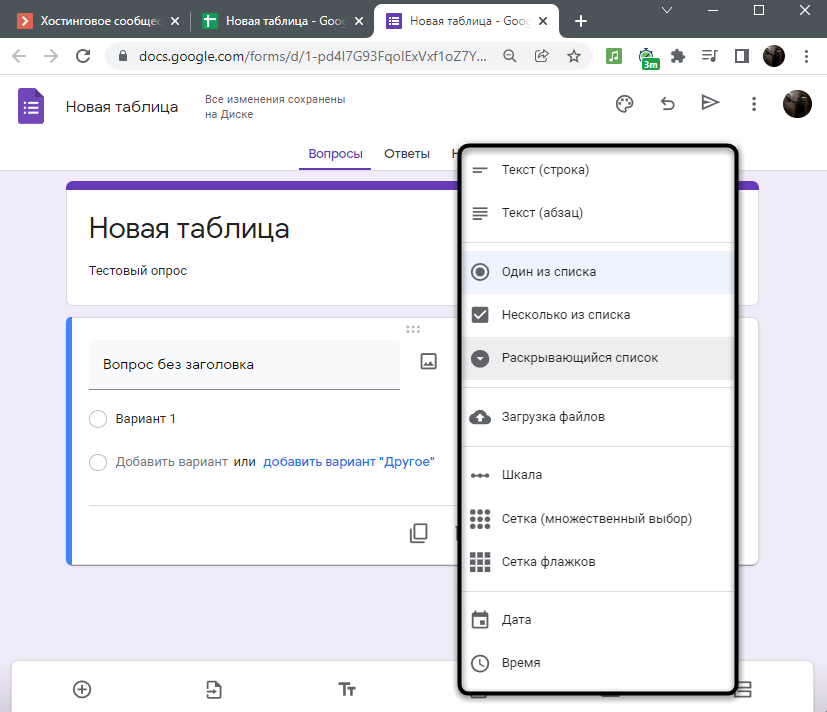 Хостинговое сообщес
Новая таблица - Goog
Новая таблица - Goog
docs.google.com/forms/d/1-pd4I7G93FqoIExVxf1oZ7Y...
3m
Новая таблица
Все изменения сохранены
на Диске
Вопросы
Ответы
Новая таблица
Тестовый опрос
Вопрос без заголовка
Вариант 1
Добавить вариант или добавить вариант "Другое"
Tт
Текст (строка)
Текст (абзац)
Один из списка
Несколько из списка
Раскрывающийся список
Загрузка файлов
Шкала
Сетка (множественный выбор)
Сетка флажков
Дата
Время